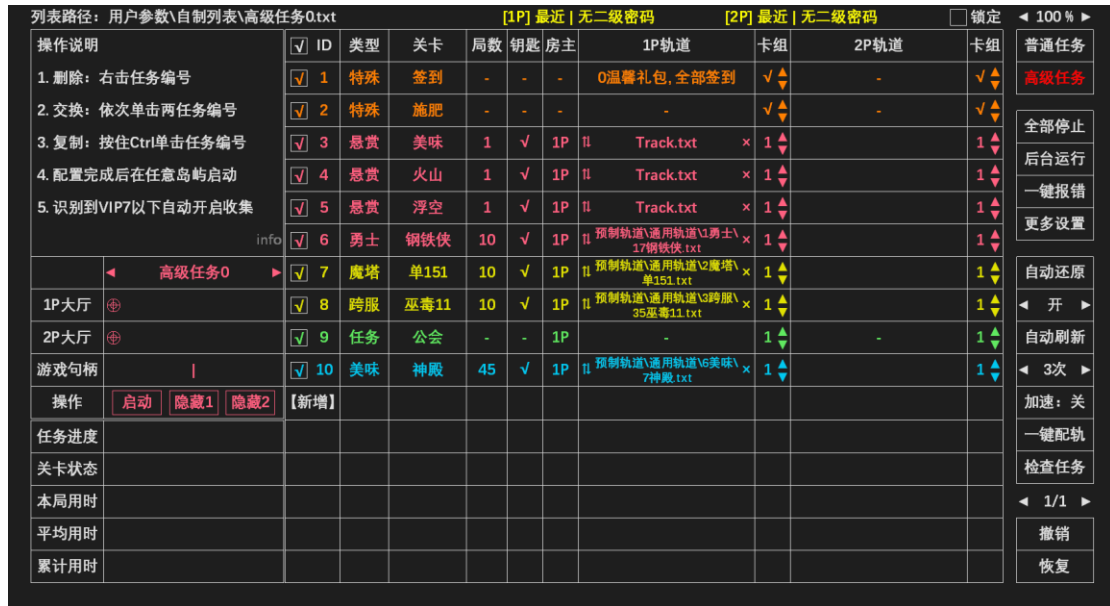 列表路径：用户参数\自制列表\高级任务0.txt [1P] 最近 | 无二级密码 [2P] 最近 | 无二级密码 锁定 ◀ 100 % ▶
操作说明 √ ID 类型 关卡 局数 钥匙 房主 1P轨道 卡组 2P轨道 卡组 普通任务
1. 删除：右击任务编号 √ 1 特殊 签到 - - - 0温馨礼包,全部签到 √ - √ 高级任务
2. 交换：依次单击两任务编号 √ 2 特殊 施肥 - - - - √ - √
全部停止
3. 复制：按住Ctrl单击任务编号 √ 3 悬赏 美味 1 √ 1P ⇅ Track.txt × 1 1
后台运行
4. 配置完成后在任意岛屿启动 √ 4 悬赏 火山 1 √ 1P ⇅ Track.txt × 1 1
一键报错
5. 识别到VIP7以下自动开启收集 √ 5 悬赏 浮空 1 √ 1P ⇅ Track.txt × 1 1
更多设置
info √ 6 勇士 钢铁侠 10 √ 1P ⇅ 预制轨道\通用轨道\1勇士\ × 1 1
17钢铁侠.txt
◀ 高级任务0 ▶ √ 7 魔塔 单151 10 √ 1P ⇅ 预制轨道\通用轨道\2魔塔\ × 1 1 自动还原
单151.txt
1P大厅 √ 8 跨服 巫毒11 10 √ 1P ⇅ 预制轨道\通用轨道\3跨服\ × 1 1 ◀ 开 ▶
35巫毒11.txt
2P大厅 √ 9 任务 公会 - - 1P - 1 - 1 自动刷新
游戏句柄 | √ 10 美味 神殿 45 √ 1P ⇅ 预制轨道\通用轨道\6美味\ × 1 1 ◀ 3次 ▶
7神殿.txt
操作 启动 隐藏1 隐藏2 【新增】 加速：关
任务进度 一键配轨
关卡状态 检查任务
本局用时 ◀ 1/1 ▶
平均用时 撤销
累计用时 恢复